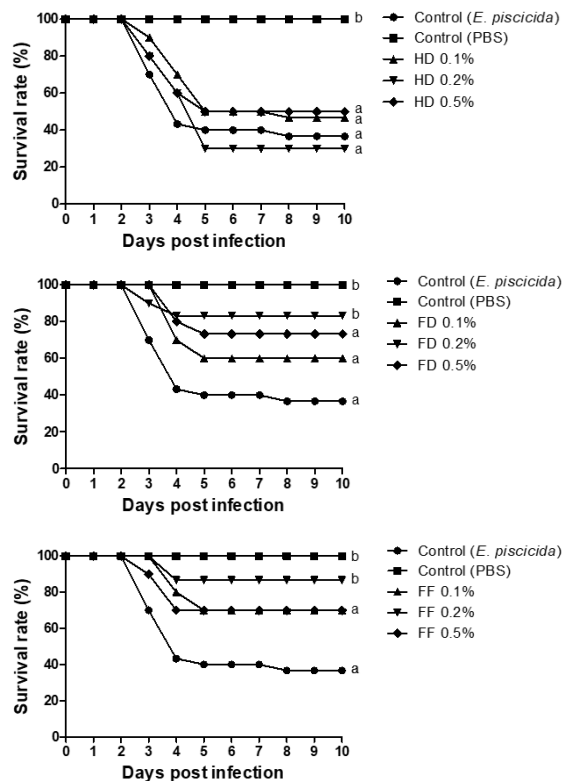 Survival rate (%)
100
80
60
40
20
0
b
a
a
a
a
0 1 2 3 4 5 6 7 8 9 10
Days post infection
Control (E. piscicida)
Control (PBS)
HD 0.1%
HD 0.2%
HD 0.5%
Survival rate (%)
100
80
60
40
20
0
b
b
a
a
a
0 1 2 3 4 5 6 7 8 9 10
Days post infection
Control (E. piscicida)
Control (PBS)
FD 0.1%
FD 0.2%
FD 0.5%
Survival rate (%)
100
80
60
40
20
0
b
b
a
a
0 1 2 3 4 5 6 7 8 9 10
Days post infection
Control (E. piscicida)
Control (PBS)
FF 0.1%
FF 0.2%
FF 0.5%